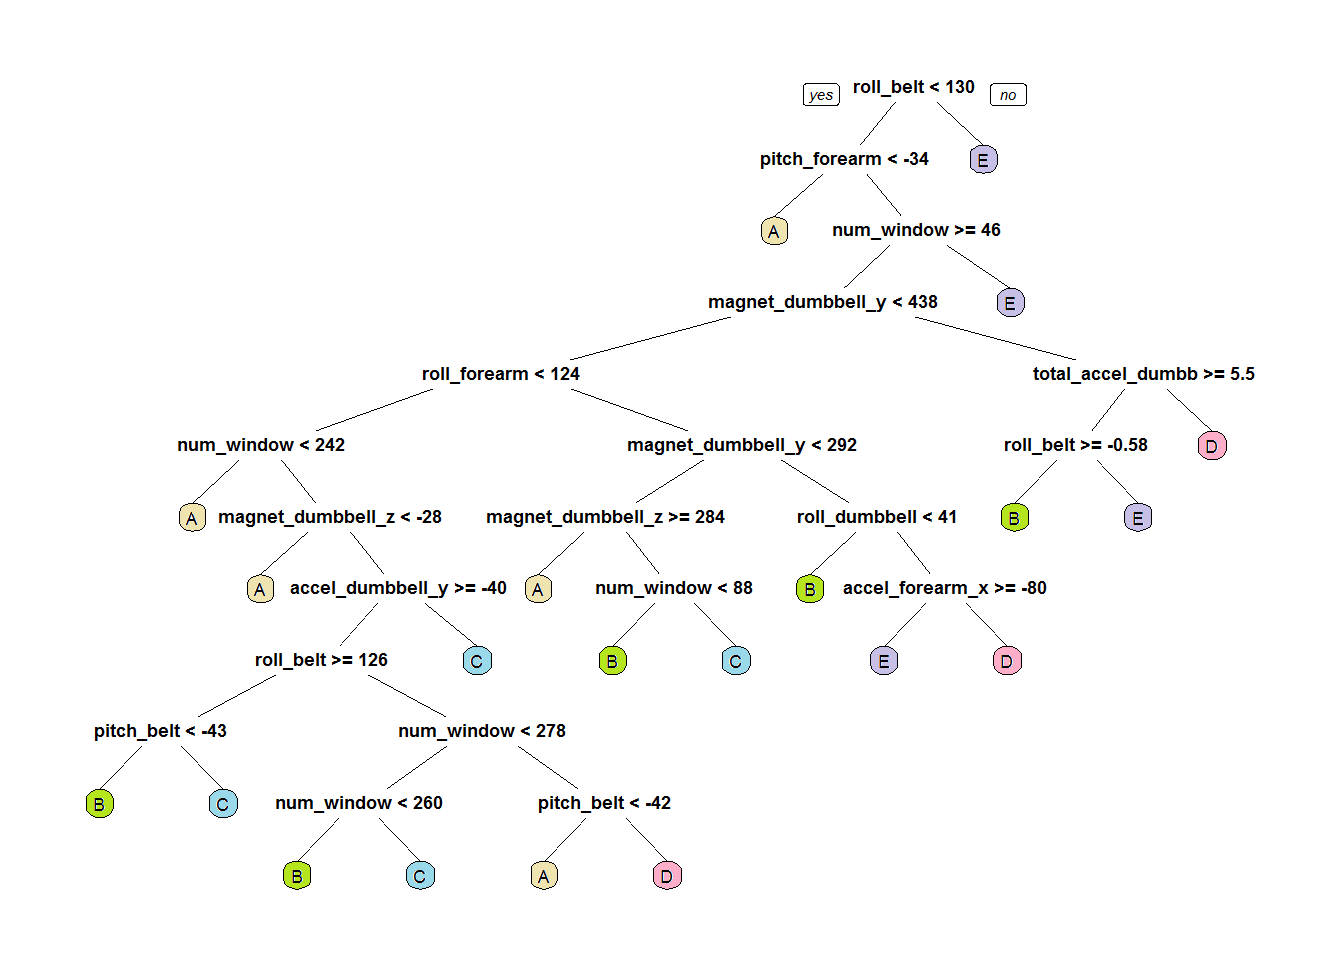 yes roll_belt < 130 no
pitch_forearm < -34 E
A num_window >= 46
magnet_dumbbell_y < 438 E
roll_forearm < 124 total_accel_dumbb >= 5.5
num_window < 242 magnet_dumbbell_y < 292 roll_belt >= -0.58 D
A magnet_dumbbell_z < -28 magnet_dumbbell_z >= 284 roll_dumbbell < 41 B E
A accel_dumbbell_y >= -40 A num_window < 88 B accel_forearm_x >= -80
roll_belt >= 126 C B C E D
pitch_belt < -43 num_window < 278
B C num_window < 260 pitch_belt < -42
B C A D